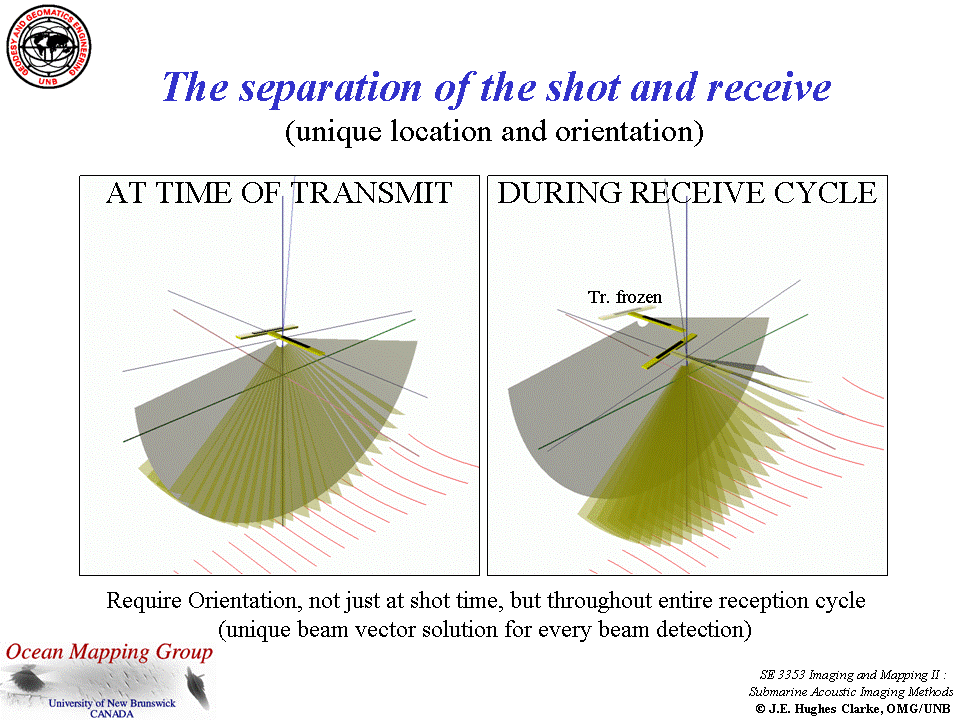 GEODESY AND GEOMATICS ENGINEERING
UNB
The separation of the shot and receive
(unique location and orientation)
AT TIME OF TRANSMIT
DURING RECEIVE CYCLE
Tr. frozen
Require Orientation, not just at shot time, but throughout entire reception cycle
(unique beam vector solution for every beam detection)
Ocean Mapping Group
University of New Brunswick
CANADA
SE 3353 Imaging and Mapping II :
Submarine Acoustic Imaging Methods
© J.E. Hughes Clarke, OMG/UNB